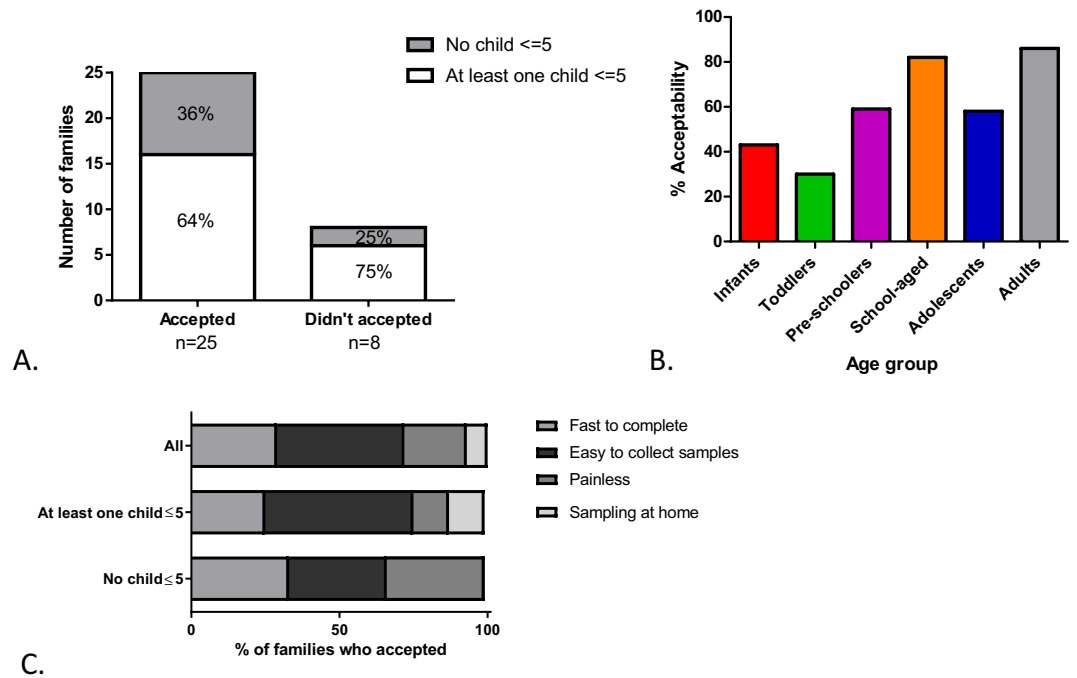 No child <=5
At least one child <=5
Number of families
25
20
15
10
5
0
36%
64%
25%
75%
Accepted
n=25
Didn't accepted
n=8
A.
% Acceptability
100
80
60
40
20
0
Infants
Toddlers
Pre-schoolers
School-aged
Adolescents
Adults
Age group
B.
All
At least one child≤5
No child≤5
0
50
100
% of families who accepted
Fast to complete
Easy to collect samples
Painless
Sampling at home
C.